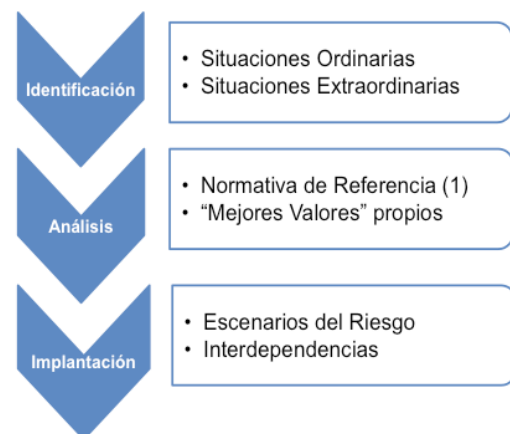 Identificación
• Situaciones Ordinarias
• Situaciones Extraordinarias
Análisis
• Normativa de Referencia (1)
• “Mejores Valores” propios
Implantación
• Escenarios del Riesgo
• Interdependencias